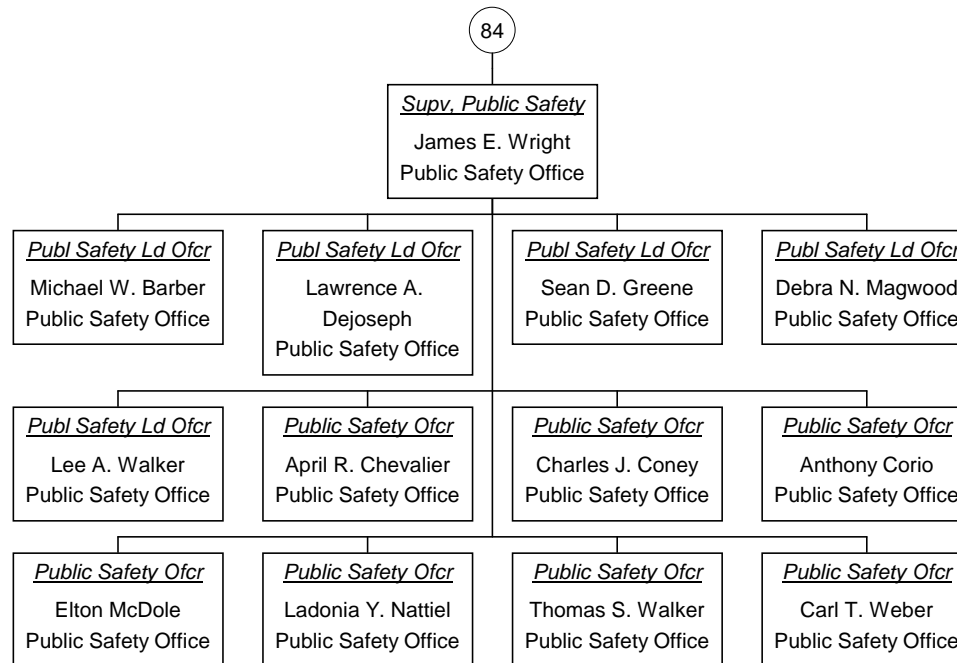 84
Supv, Public Safety
James E. Wright
Public Safety Office
Publ Safety Ld Ofcr
Michael W. Barber
Public Safety Office
Publ Safety Ld Ofcr
Lawrence A.
Dejoseph
Public Safety Office
Publ Safety Ld Ofcr
Sean D. Greene
Public Safety Office
Publ Safety Ld Ofcr
Debra N. Magwood
Public Safety Office
Publ Safety Ld Ofcr
Lee A. Walker
Public Safety Office
Public Safety Ofcr
April R. Chevalier
Public Safety Office
Public Safety Ofcr
Charles J. Coney
Public Safety Office
Public Safety Ofcr
Anthony Corio
Public Safety Office
Public Safety Ofcr
Elton McDole
Public Safety Office
Public Safety Ofcr
Ladonia Y. Nattiel
Public Safety Office
Public Safety Ofcr
Thomas S. Walker
Public Safety Office
Public Safety Ofcr
Carl T. Weber
Public Safety Office